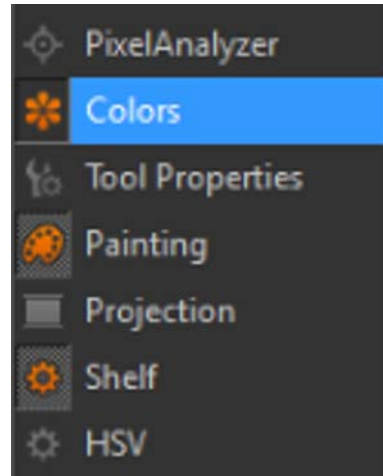 PixelAnalyzer
Colors
Tool Properties
Painting
Projection
Shelf
HSV